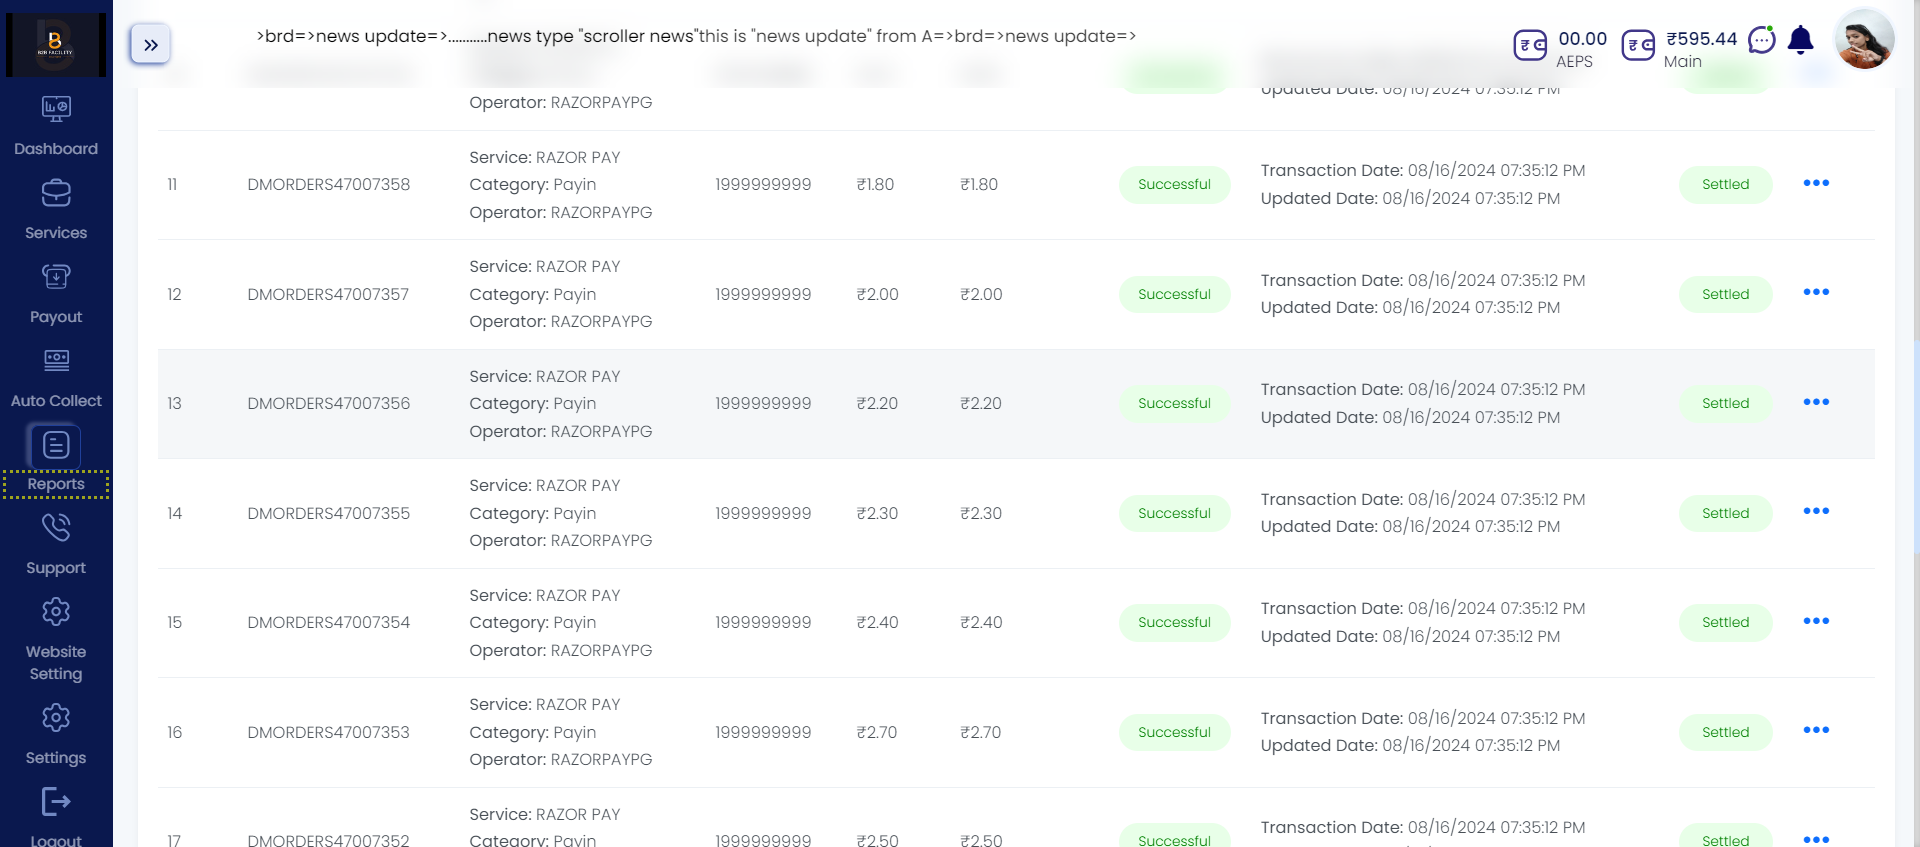 >brd=>news update=>...........news type "scroller news"this is "news update" from A=>brd=>news update=>
₹ 00.00
AEPS
₹ ₹595.44
Main
B2B FACILITY
Dashboard
Services
Payout
Auto Collect
Reports
Support
Website
Setting
Settings
Logout
Operator: RAZORPAYPG
Updated Date: 08/16/2024 07:35:12 PM
11 DMORDERS47007358 Service: RAZOR PAY
Category: Payin
Operator: RAZORPAYPG
1999999999 ₹1.80 ₹1.80 Successful Transaction Date: 08/16/2024 07:35:12 PM
Updated Date: 08/16/2024 07:35:12 PM
Settled
12 DMORDERS47007357 Service: RAZOR PAY
Category: Payin
Operator: RAZORPAYPG
1999999999 ₹2.00 ₹2.00 Successful Transaction Date: 08/16/2024 07:35:12 PM
Updated Date: 08/16/2024 07:35:12 PM
Settled
13 DMORDERS47007356 Service: RAZOR PAY
Category: Payin
Operator: RAZORPAYPG
1999999999 ₹2.20 ₹2.20 Successful Transaction Date: 08/16/2024 07:35:12 PM
Updated Date: 08/16/2024 07:35:12 PM
Settled
14 DMORDERS47007355 Service: RAZOR PAY
Category: Payin
Operator: RAZORPAYPG
1999999999 ₹2.30 ₹2.30 Successful Transaction Date: 08/16/2024 07:35:12 PM
Updated Date: 08/16/2024 07:35:12 PM
Settled
15 DMORDERS47007354 Service: RAZOR PAY
Category: Payin
Operator: RAZORPAYPG
1999999999 ₹2.40 ₹2.40 Successful Transaction Date: 08/16/2024 07:35:12 PM
Updated Date: 08/16/2024 07:35:12 PM
Settled
16 DMORDERS47007353 Service: RAZOR PAY
Category: Payin
Operator: RAZORPAYPG
1999999999 ₹2.70 ₹2.70 Successful Transaction Date: 08/16/2024 07:35:12 PM
Updated Date: 08/16/2024 07:35:12 PM
Settled
17 DMORDERS47007352 Service: RAZOR PAY
Category: Payin
1999999999 ₹2.50 ₹2.50 Successful Transaction Date: 08/16/2024 07:35:12 PM
Settled